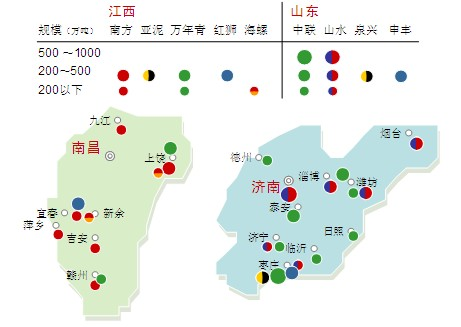 江西 山东
规模（万吨） 南方 亚泥 万年青 红狮 海螺 中联 山水 泉兴 申丰
500～1000
200～500
200以下
九江
烟台
南昌
上饶
德州
淄博
潍坊
济南
泰安
宜春
新余
萍乡
吉安
济宁
日照
临沂
枣庄
赣州